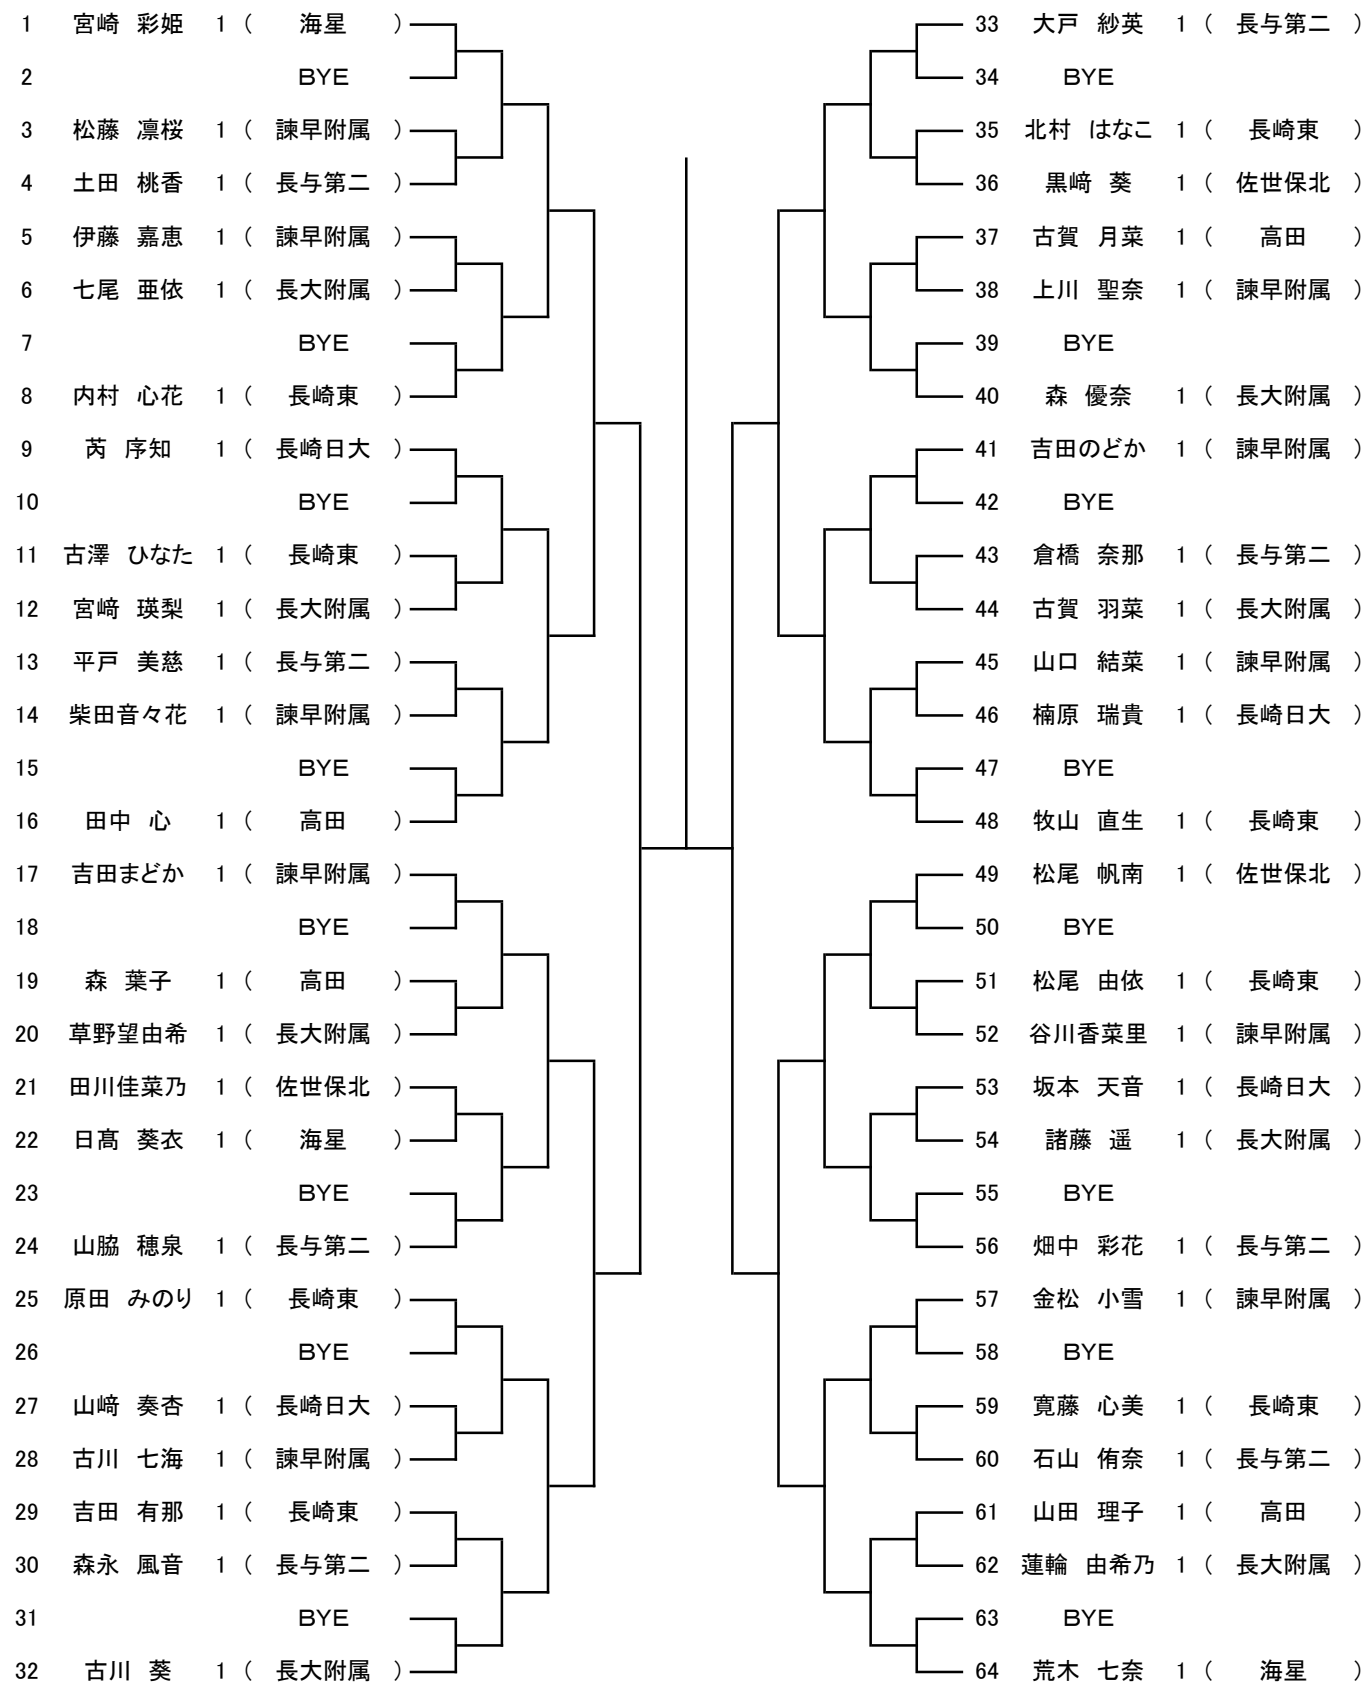 1 宮崎 彩姫 1 ( 海星 )
2 BYE
3 松藤 凛桜 1 ( 諫早附属 )
4 土田 桃香 1 ( 長与第二 )
5 伊藤 嘉恵 1 ( 諫早附属 )
6 七尾 亜依 1 ( 長大附属 )
7 BYE
8 内村 心花 1 ( 長崎東 )
9 芮 序知 1 ( 長崎日大 )
10 BYE
11 古澤 ひなた 1 ( 長崎東 )
12 宮﨑 瑛梨 1 ( 長大附属 )
13 平戸 美慈 1 ( 長与第二 )
14 柴田音々花 1 ( 諫早附属 )
15 BYE
16 田中 心 1 ( 高田 )
17 吉田まどか 1 ( 諫早附属 )
18 BYE
19 森 葉子 1 ( 高田 )
20 草野望由希 1 ( 長大附属 )
21 田川佳菜乃 1 ( 佐世保北 )
22 日髙 葵衣 1 ( 海星 )
23 BYE
24 山脇 穂泉 1 ( 長与第二 )
25 原田 みのり 1 ( 長崎東 )
26 BYE
27 山﨑 奏杏 1 ( 長崎日大 )
28 古川 七海 1 ( 諫早附属 )
29 吉田 有那 1 ( 長崎東 )
30 森永 風音 1 ( 長与第二 )
31 BYE
32 古川 葵 1 ( 長大附属 )
33 大戸 紗英 1 ( 長与第二 )
34 BYE
35 北村 はなこ 1 ( 長崎東 )
36 黒﨑 葵 1 ( 佐世保北 )
37 古賀 月菜 1 ( 高田 )
38 上川 聖奈 1 ( 諫早附属 )
39 BYE
40 森 優奈 1 ( 長大附属 )
41 吉田のどか 1 ( 諫早附属 )
42 BYE
43 倉橋 奈那 1 ( 長与第二 )
44 古賀 羽菜 1 ( 長大附属 )
45 山口 結菜 1 ( 諫早附属 )
46 楠原 瑞貴 1 ( 長崎日大 )
47 BYE
48 牧山 直生 1 ( 長崎東 )
49 松尾 帆南 1 ( 佐世保北 )
50 BYE
51 松尾 由依 1 ( 長崎東 )
52 谷川香菜里 1 ( 諫早附属 )
53 坂本 天音 1 ( 長崎日大 )
54 諸藤 遥 1 ( 長大附属 )
55 BYE
56 畑中 彩花 1 ( 長与第二 )
57 金松 小雪 1 ( 諫早附属 )
58 BYE
59 寛藤 心美 1 ( 長崎東 )
60 石山 侑奈 1 ( 長与第二 )
61 山田 理子 1 ( 高田 )
62 蓮輪 由希乃 1 ( 長大附属 )
63 BYE
64 荒木 七奈 1 ( 海星 )